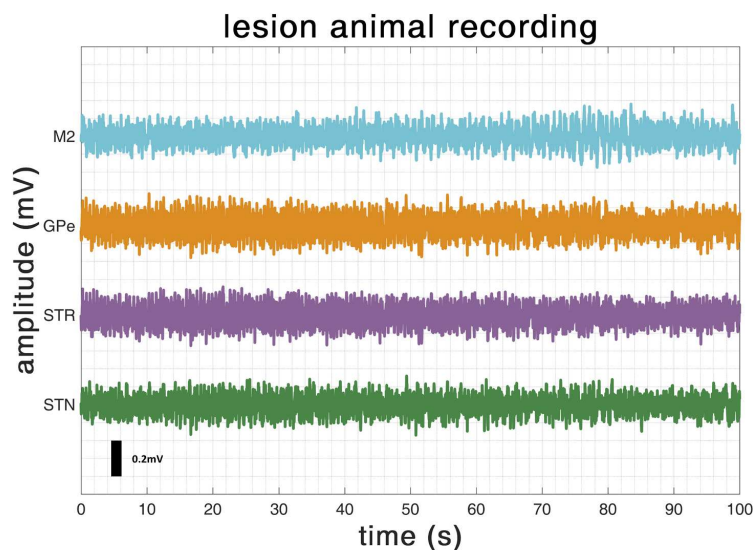 lesion animal recording
amplitude (mV)
M2
GPe
STR
STN
0.2mV
0 10 20 30 40 50 60 70 80 90 100
time (s)